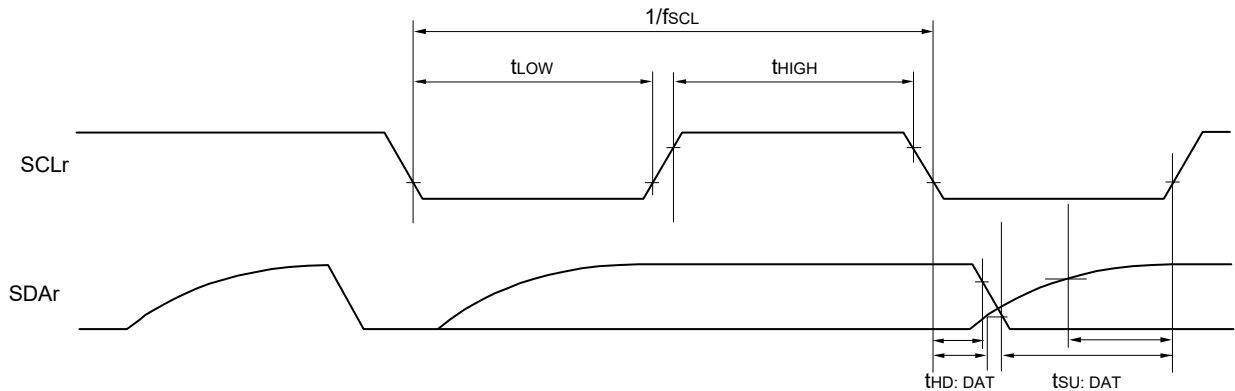 1/fSCL
tLOW
tHIGH
SCLr
SDAr
tHD: DAT
tSU: DAT